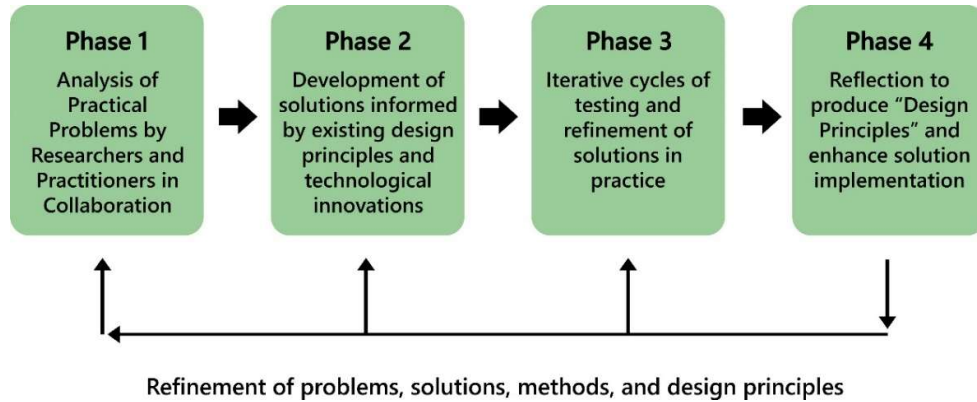 Phase 1
Analysis of
Practical
Problems by
Researchers and
Practitioners in
Collaboration
Phase 2
Development of
solutions informed
by existing design
principles and
technological
innovations
Phase 3
Iterative cycles of
testing and
refinement of
solutions in
practice
Phase 4
Reflection to
produce “Design
Principles” and
enhance solution
implementation
Refinement of problems, solutions, methods, and design principles